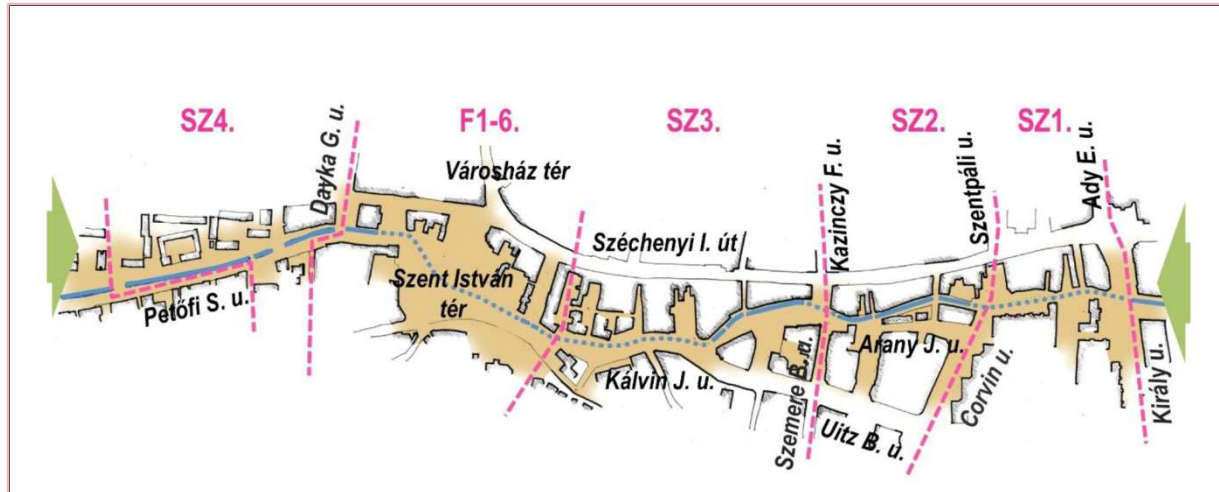 SZ4.
F1-6.
SZ3.
SZ2.
SZ1.
Dayka G. u.
Városház tér
Kazinczy F. u.
Szentpáli u.
Ady E. u.
Széchenyi I. út
Szent István
tér
Petőfi S. u.
Kálvin J. u.
Szemere B. u.
Arany J. u.
Uitz B. u.
Corvin u.
Király u.